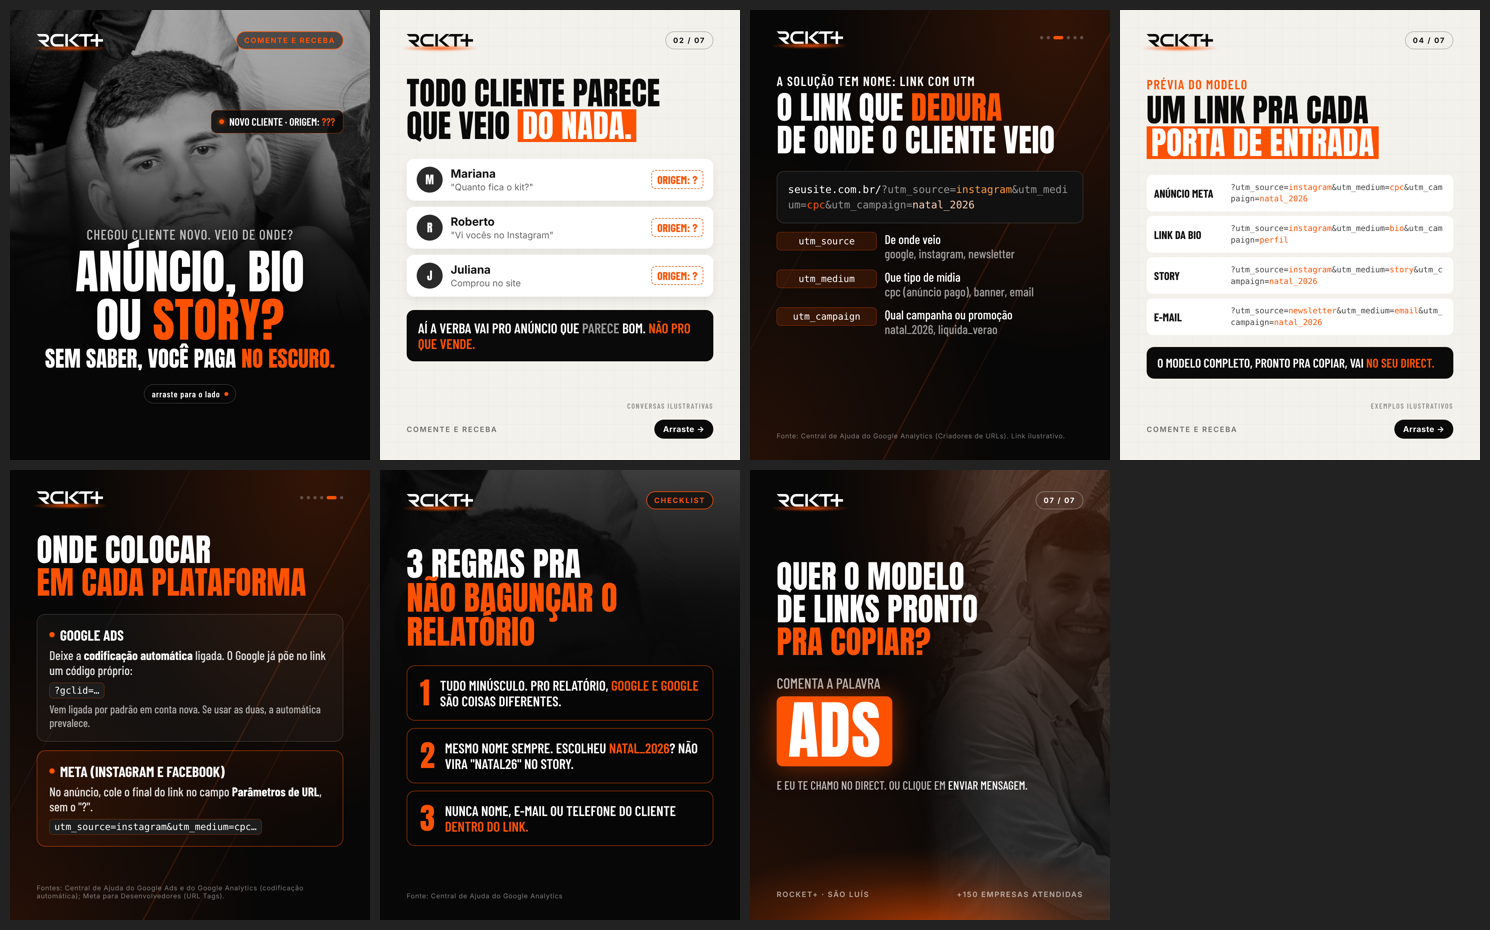 RCKT+
COMENTE E RECEBA
NOVO CLIENTE · ORIGEM: ???
CHEGOU CLIENTE NOVO. VEIO DE ONDE?
ANÚNCIO, BIO
OU STORY?
SEM SABER, VOCÊ PAGA NO ESCURO.
arraste para o lado
RCKT+
02 / 07
TODO CLIENTE PARECE
QUE VEIO DO NADA.
M
Mariana
"Quanto fica o kit?"
ORIGEM: ?
R
Roberto
"Vi vocês no Instagram"
ORIGEM: ?
J
Juliana
Comprou no site
ORIGEM: ?
AÍ A VERBA VAI PRO ANÚNCIO QUE PARECE BOM. NÃO PRO
QUE VENDE.
CONVERSAS ILUSTRATIVAS
COMENTE E RECEBA
Arraste →
RCKT+
A SOLUÇÃO TEM NOME: LINK COM UTM
O LINK QUE DEDURA
DE ONDE O CLIENTE VEIO
seusite.com.br/?utm_source=instagram&utm_medi
um=cpc&utm_campaign=natal_2026
utm_source
De onde veio
google, instagram, newsletter
utm_medium
Que tipo de mídia
cpc (anúncio pago), banner, email
utm_campaign
Qual campanha ou promoção
natal_2026, liquida_verao
Fonte: Central de Ajuda do Google Analytics (Criadores de URLs). Link ilustrativo.
RCKT+
04 / 07
PRÉVIA DO MODELO
UM LINK PRA CADA
PORTA DE ENTRADA
ANÚNCIO META
?utm_source=instagram&utm_medium=cpc&utm_cam
paign=natal_2026
LINK DA BIO
?utm_source=instagram&utm_medium=bio&utm_cam
paign=perfil
STORY
?utm_source=instagram&utm_medium=story&utm_c
ampaign=natal_2026
E-MAIL
?utm_source=newsletter&utm_medium=email&utm_
campaign=natal_2026
O MODELO COMPLETO, PRONTO PRA COPIAR, VAI NO SEU DIRECT.
EXEMPLOS ILUSTRATIVOS
COMENTE E RECEBA
Arraste →
RCKT+
ONDE COLOCAR
EM CADA PLATAFORMA
GOOGLE ADS
Deixe a codificação automática ligada. O Google já põe no link
um código próprio:
?gclid=…
Vem ligada por padrão em conta nova. Se usar as duas, a automática
prevalece.
META (INSTAGRAM E FACEBOOK)
No anúncio, cole o final do link no campo Parâmetros de URL,
sem o "?".
utm_source=instagram&utm_medium=cpc…
Fontes: Central de Ajuda do Google Ads e do Google Analytics (codificação
automática); Meta para Desenvolvedores (URL Tags).
RCKT+
CHECKLIST
3 REGRAS PRA
NÃO BAGUNÇAR O
RELATÓRIO
1
TUDO MINÚSCULO. PRO RELATÓRIO, GOOGLE E GOOGLE
SÃO COISAS DIFERENTES.
2
MESMO NOME SEMPRE. ESCOLHEU NATAL_2026? NÃO
VIRA "NATAL26" NO STORY.
3
NUNCA NOME, E-MAIL OU TELEFONE DO CLIENTE
DENTRO DO LINK.
Fonte: Central de Ajuda do Google Analytics
RCKT+
07 / 07
QUER O MODELO
DE LINKS PRONTO
PRA COPIAR?
COMENTA A PALAVRA
ADS
E EU TE CHAMO NO DIRECT. OU CLIQUE EM ENVIAR MENSAGEM.
ROCKET+ · SÃO LUÍS
+150 EMPRESAS ATENDIDAS